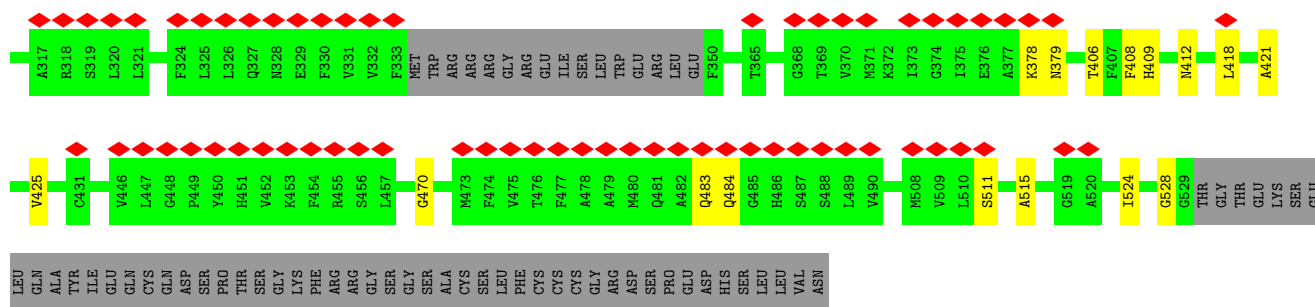 A317 R318 S319 L320 L321 F324 L325 L326 Q327 N328 E329 F330 V331 V332 F333 MET TRP ARG ARG ARG GLY ARG GLU ILE SER LEU TRP GLU ARG LEU GLU F350 T365 G368 T369 V370 M371 K372 I373 G374 I375 E376 A377 K378 N379 T406 F407 F408 H409 N412 L418 A421
V425 C431 V446 L447 G448 P449 Y450 H451 V452 K453 F454 R455 S456 L457 G470 M473 F474 V475 T476 F477 A478 A479 M480 Q481 A482 Q483 Q484 G485 H486 S487 S488 L489 V490 M508 V509 L510 S511 A515 G519 A520 I524 G528 G529 THR GLY THR GLU LYS SER GLU
LEU GLN ALA TYR ILE GLU GLN CYS GLN ASP SER PRO THR SER GLY LYS PHE ARG ARG GLY SER GLY SER ALA CYS SER LEU PHE CYS CYS CYS GLY ARG ASP SER PRO GLU ASP HIS SER LEU LEU VAL ASN